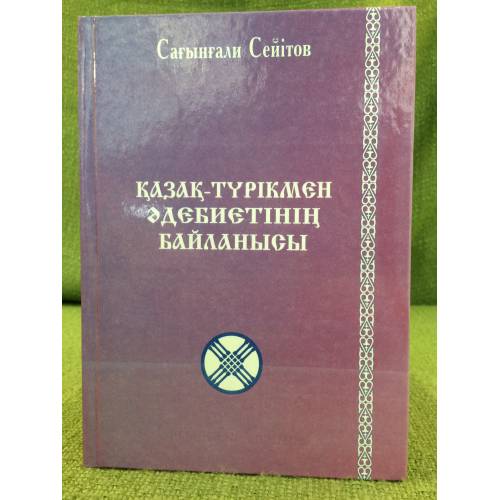 Сағынғали Сейітов
ҚАЗАҚ-ТҮРІКМЕН
ӘДЕБИЕТІНІҢ
БАЙЛАНЫСЫ